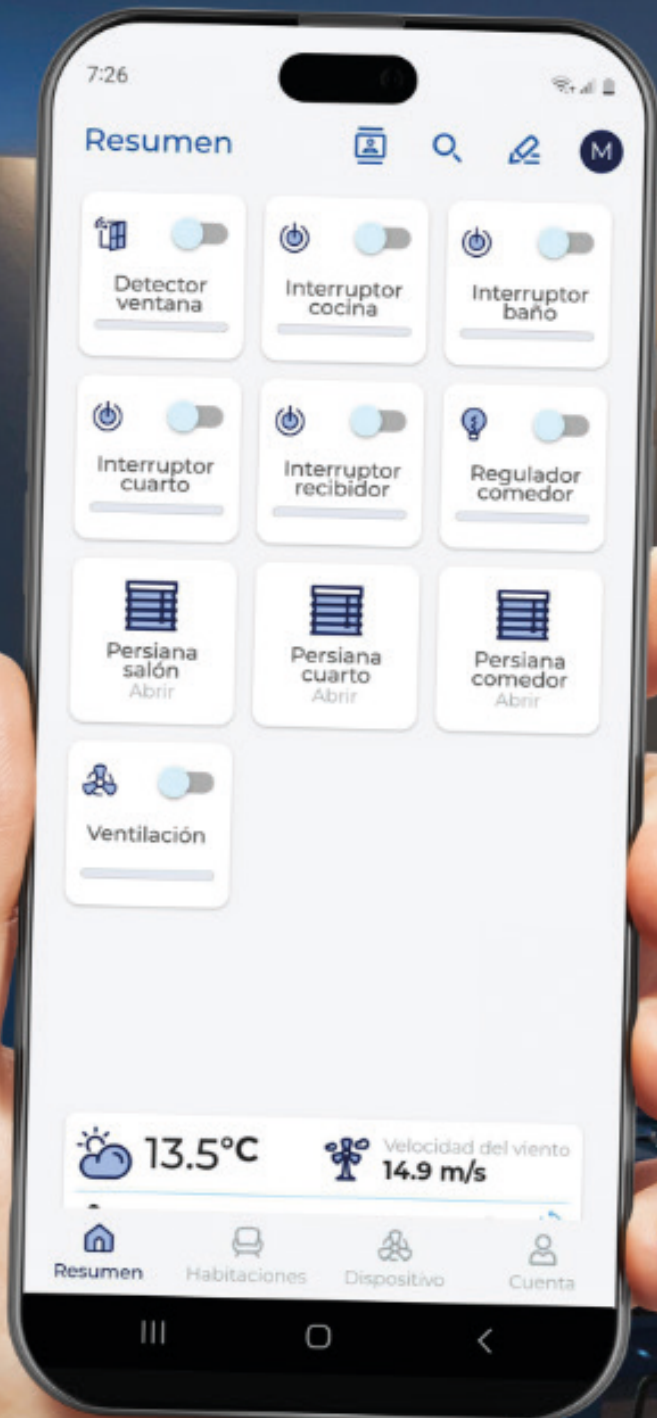 7:26
Resumen
M
Detector
ventana
Interruptor
cocina
Interruptor
baño
Interruptor
cuarto
Interruptor
recibidor
Regulador
comedor
Persiana
salón
Abrir
Persiana
cuarto
Abrir
Persiana
comedor
Abrir
Ventilación
13.5°C
Velocidad del viento
14.9 m/s
Resumen
Habitaciones
Dispositivo
Cuenta